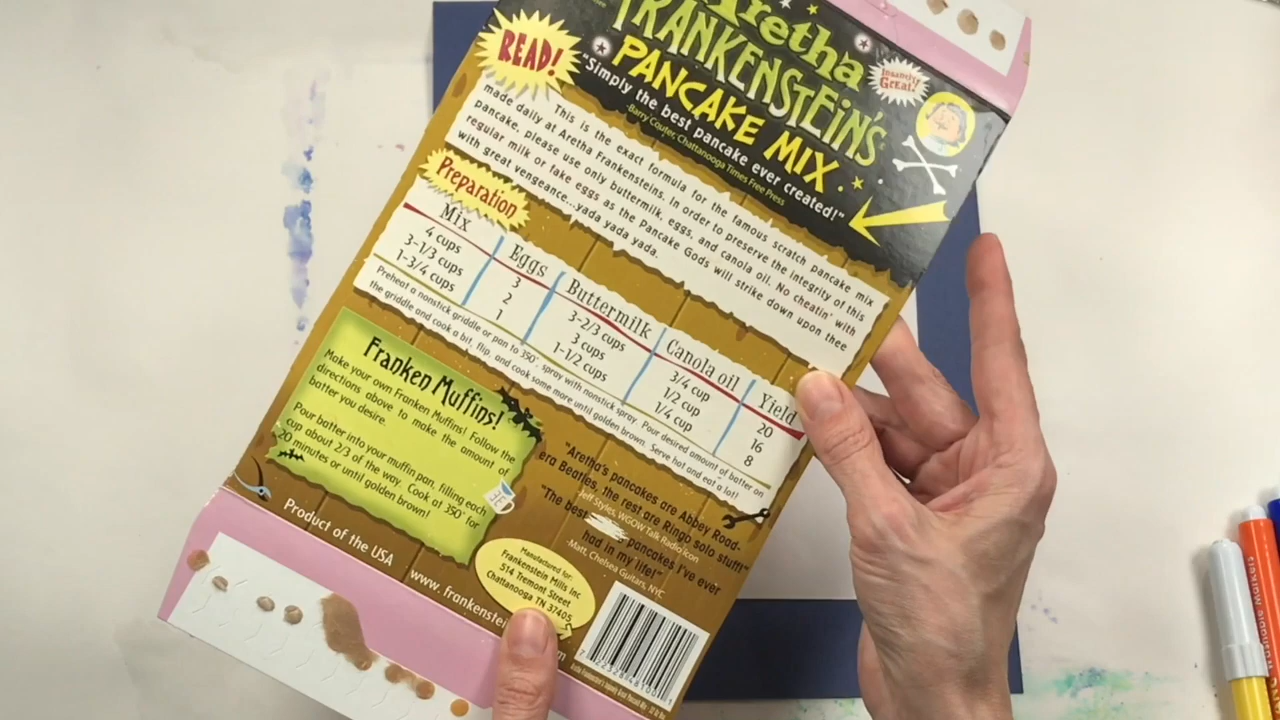 Aretha
FRANKENSTEIN'S
PANCAKE MIX
Insanely
GREAT!
"Simply the best pancake ever created!"
-Barry Couter, Chattanooga Times Free Press
READ!
This is the exact formula for the famous scratch pancake mix
made daily at Aretha Frankensteins. In order to preserve the integrity of this
pancake, please use only buttermilk, eggs, and canola oil. No cheatin' with
regular milk or fake eggs as the Pancake Gods will strike down upon thee
with great vengeance...yada yada yada.
Preparation
Mix Eggs Buttermilk Canola oil Yield
4 cups 3 3-2/3 cups 3/4 cup 20
3-1/3 cups 2 3 cups 1/2 cup 16
1-3/4 cups 1 1-1/2 cups 1/4 cup 8
Preheat a nonstick griddle or pan to 350°, spray with nonstick spray. Pour desired amount of batter on
the griddle and cook a bit, flip, and cook some more until golden brown. Serve hot and eat a lot!
Franken Muffins!
Make your own Franken Muffins! Follow the
directions above to make the amount of
batter you desire.
Pour batter into your muffin pan, filling each
cup about 2/3 of the way. Cook at 350° for
20 minutes or until golden brown!
"Aretha's pancakes are Abbey Road-
era Beatles, the rest are Ringo solo stuff!"
-Jeff Styles, WGOW Talk Radio icon
"The best pancakes I've ever
had in my life!"
-Matt, Chelsea Guitars, NYC
Product of the USA
Manufactured for:
Frankenstein Mills Inc
514 Tremont Street
Chattanooga TN 37405
Washable Markers